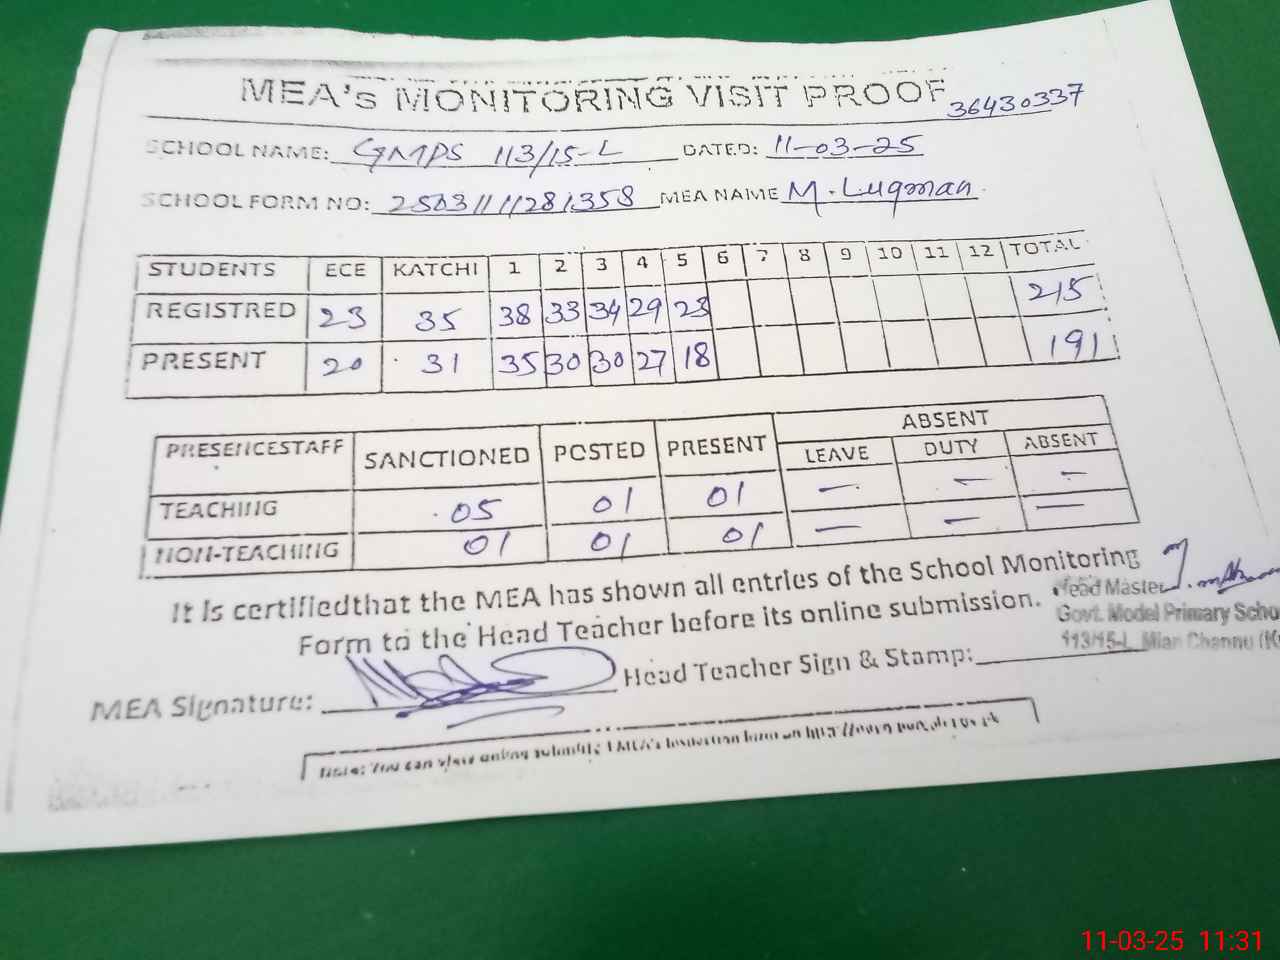 MEA's MONITORING VISIT PROOF 36430337
SCHOOL NAME: GMPS 113/15-L DATED: 11-03-25
SCHOOL FORM NO: 25031111281358 MEA NAME M. Luqman
STUDENTS ECE KATCHI 1 2 3 4 5 6 7 8 9 10 11 12 TOTAL
REGISTRED 23 35 38 33 34 29 23 215
PRESENT 20 31 35 30 30 27 18 191
PRESENCESTAFF SANCTIONED POSTED PRESENT ABSENT
LEAVE DUTY ABSENT
TEACHING 05 01 01 – – –
NON-TEACHING 01 01 01 – – –
It Is certifiedthat the MEA has shown all entries of the School Monitoring
Form to the Head Teacher before its online submission.
Head Master
Govt. Model Primary Scho
113/15-L Mian Channu
MEA Signature: Head Teacher Sign & Stamp:
Note: You can view online
11-03-25 11:31